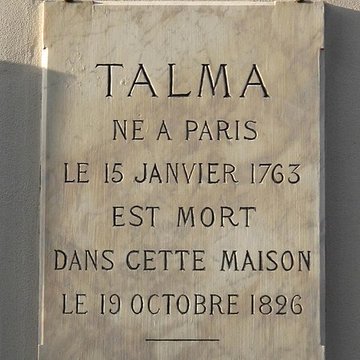 TALMA
NE A PARIS
LE 15 JANVIER 1763
EST MORT
DANS CETTE MAISON
LE 19 OCTOBRE 1826